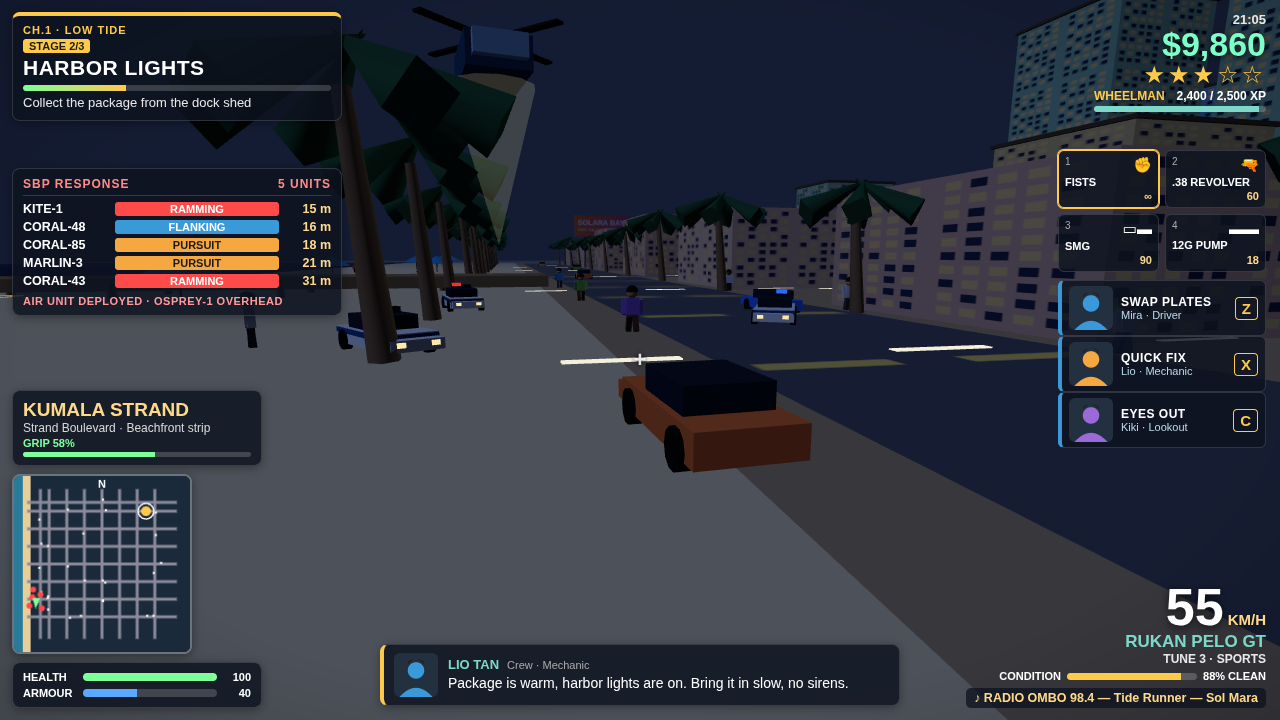 CH.1 · LOW TIDE
STAGE 2/3
HARBOR LIGHTS
Collect the package from the dock shed
SBP RESPONSE 5 UNITS
KITE-1 RAMMING 15 m
CORAL-48 FLANKING 16 m
CORAL-85 PURSUIT 18 m
MARLIN-3 PURSUIT 21 m
CORAL-43 RAMMING 31 m
AIR UNIT DEPLOYED · OSPREY-1 OVERHEAD
KUMALA STRAND
Strand Boulevard · Beachfront strip
GRIP 58%
N
HEALTH 100
ARMOUR 40
21:05
$9,860
★★★☆☆
WHEELMAN 2,400 / 2,500 XP
1 FISTS ∞
2 .38 REVOLVER 60
3 SMG 90
4 12G PUMP 18
SWAP PLATES Z
Mira · Driver
QUICK FIX X
Lio · Mechanic
EYES OUT C
Kiki · Lookout
LIO TAN Crew · Mechanic
Package is warm, harbor lights are on. Bring it in slow, no sirens.
55 KM/H
RUKAN PELO GT
TUNE 3 · SPORTS
CONDITION 88% CLEAN
♪ RADIO OMBO 98.4 — Tide Runner — Sol Mara